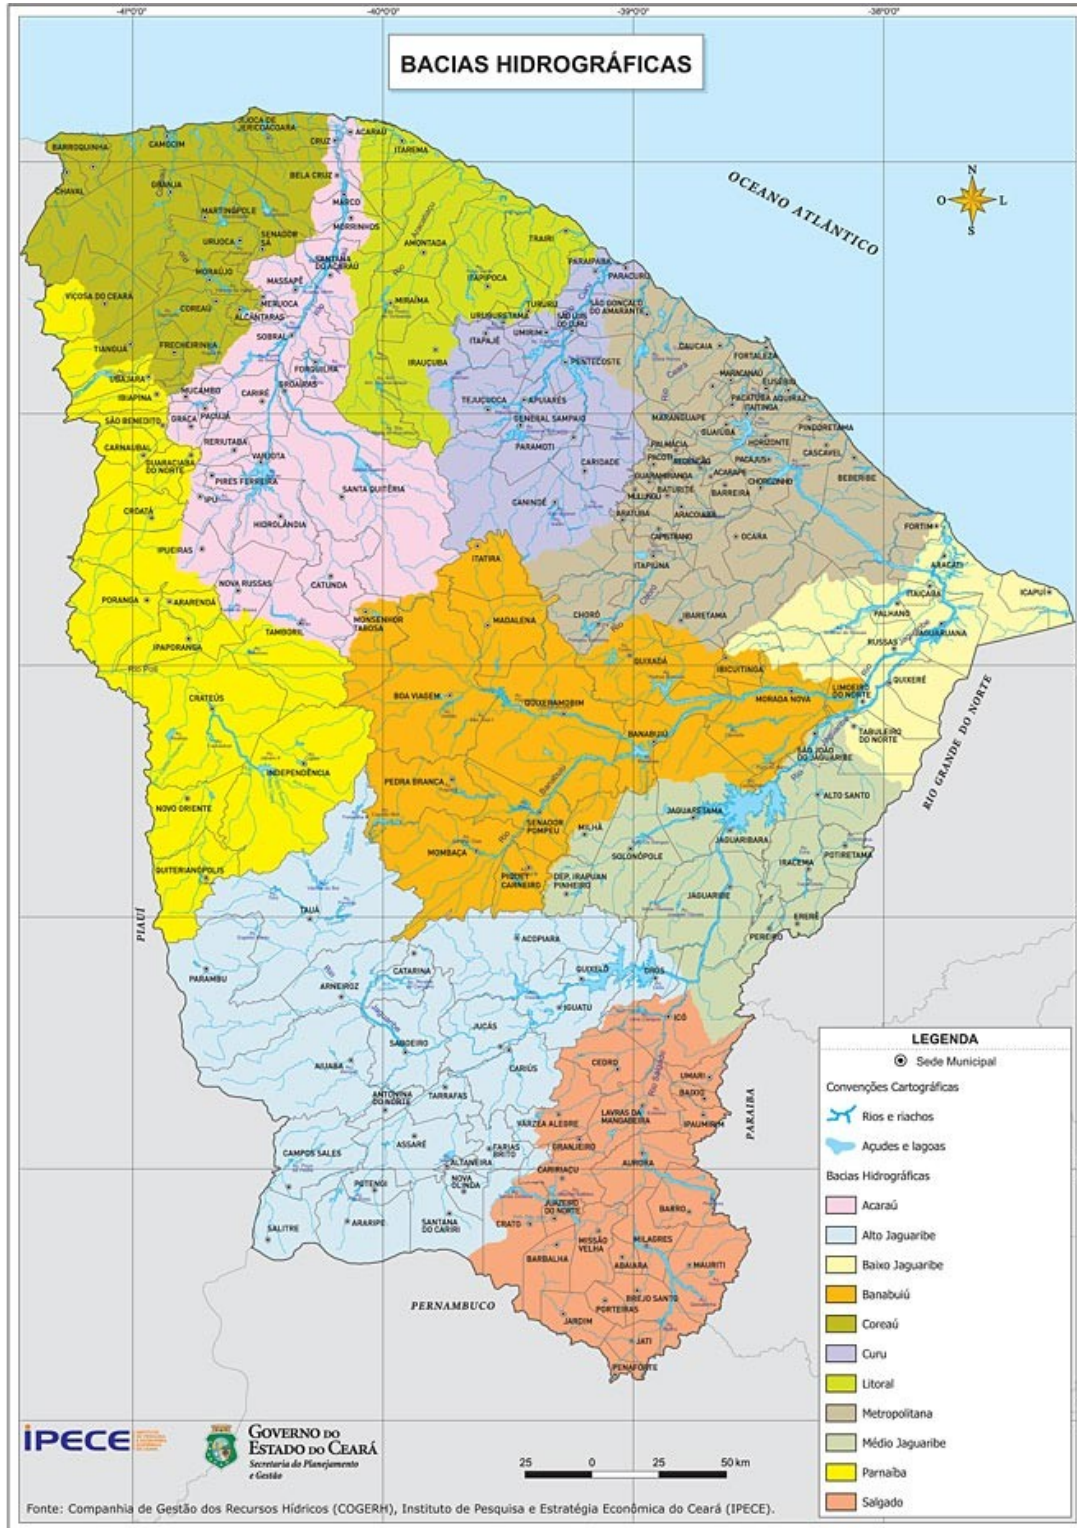 -41°0'0"
-40°0'0"
-39°0'0"
-38°0'0"
BACIAS HIDROGRÁFICAS
N
O
L
S
OCEANO ATLÂNTICO
BARROQUINHA
CAMOCIM
JIJOCA DE
JERICOACOARA
CRUZ
ACARAÚ
ITAREMA
CHAVAL
GRANJA
BELA CRUZ
MARCO
MARTINÓPOLE
MORRINHOS
URUOCA
SENADOR
SÁ
AMONTADA
TRAIRI
MORAÚJO
MASSAPÊ
SANTANA
DO ACARAÚ
ITAPIPOCA
PARAIPABA
PARACURU
VIÇOSA DO CEARÁ
COREAÚ
MERUOCA
ALCÂNTARAS
MIRAÍMA
TURURU
URUBURETAMA
SÃO GONÇALO
DO AMARANTE
TIANGUÁ
FRECHEIRINHA
SOBRAL
UMIRIM
SÃO LUIS
DO CURU
ITAPAJÉ
IRAUÇUBA
CAUCAIA
FORTALEZA
UBAJARA
IBIAPINA
MUCAMBO
FORQUILHA
GROAÍRAS
PENTECOSTE
MARACANAÚ
EUSÉBIO
PACATUBA
AQUIRAZ
ITAITINGA
SÃO BENEDITO
GRAÇA
PACUJÁ
CARIRÉ
TEJUÇUOCA
APUIARÉS
GENERAL SAMPAIO
MARANGUAPE
GUAIÚBA
HORIZONTE
PINDORETAMA
CARNAUBAL
GUARACIABA
DO NORTE
RERIUTABA
VARJOTA
PARAMOTI
PALMÁCIA
PACOTI
REDENÇÃO
PACAJUS
CASCAVEL
PIRES FERREIRA
CARIDADE
GUARAMIRANGA
ACARAPE
CHOROZINHO
BEBERIBE
IPU
SANTA QUITÉRIA
CANINDÉ
MULUNGU
BATURITÉ
BARREIRA
CROATÁ
HIDROLÂNDIA
ARATUBA
ARACOIABA
CAPISTRANO
OCARA
FORTIM
IPUEIRAS
ITATIRA
ITAPIÚNA
ARACATI
NOVA RUSSAS
CATUNDA
ITAIÇABA
ICAPUÍ
PORANGA
ARARENDÁ
MONSENHOR
TABOSA
MADALENA
CHORÓ
IBARETAMA
PALHANO
TAMBORIL
JAGUARUANA
IPAPORANGA
RUSSAS
Rio Poti
QUIXADÁ
IBICUITINGA
QUIXERÉ
CRATEÚS
BOA VIAGEM
QUIXERAMOBIM
MORADA NOVA
LIMOEIRO
DO NORTE
BANABUIÚ
TABULEIRO
DO NORTE
SÃO JOÃO
DO JAGUARIBE
RIO GRANDE DO NORTE
INDEPENDÊNCIA
PEDRA BRANCA
Rio Banabuiú
ALTO SANTO
NOVO ORIENTE
SENADOR
POMPEU
JAGUARETAMA
MILHÃ
JAGUARIBARA
MOMBAÇA
SOLONÓPOLE
IRACEMA
POTIRETAMA
QUITERIANÓPOLIS
PIQUET
CARNEIRO
DEP. IRAPUAN
PINHEIRO
JAGUARIBE
PIAUÍ
TAUÁ
ERERÊ
ACOPIARA
PEREIRO
PARAMBU
CATARINA
QUIXELÔ
ORÓS
ARNEIROZ
Rio Jaguaribe
IGUATU
ICÓ
JUCÁS
SABOEIRO
CEDRO
Rio Salgado
AIUABA
CARIÚS
UMARI
BAIXIO
ANTONINA
DO NORTE
TARRAFAS
LAVRAS DA
MANGABEIRA
IPAUMIRIM
VÁRZEA ALEGRE
PARAÍBA
ASSARÉ
FARIAS
BRITO
GRANJEIRO
CAMPOS SALES
ALTANEIRA
CARIRIAÇU
AURORA
POTENGI
NOVA
OLINDA
JUAZEIRO
DO NORTE
SALITRE
ARARIPE
SANTANA
DO CARIRI
CRATO
BARRO
MISSÃO
VELHA
MILAGRES
BARBALHA
ABAIARA
MAURITI
PERNAMBUCO
BREJO SANTO
PORTEIRAS
JARDIM
JATI
PENAFORTE
LEGENDA
Sede Municipal
Convenções Cartográficas
Rios e riachos
Açudes e lagoas
Bacias Hidrográficas
Acaraú
Alto Jaguaribe
Baixo Jaguaribe
Banabuiú
Coreaú
Curu
Litoral
Metropolitana
Médio Jaguaribe
Parnaíba
Salgado
iPECE
GOVERNO DO
ESTADO DO CEARÁ
Secretaria do Planejamento
e Gestão
25 0 25 50 km
Fonte: Companhia de Gestão dos Recursos Hídricos (COGERH), Instituto de Pesquisa e Estratégia Econômica do Ceará (IPECE).